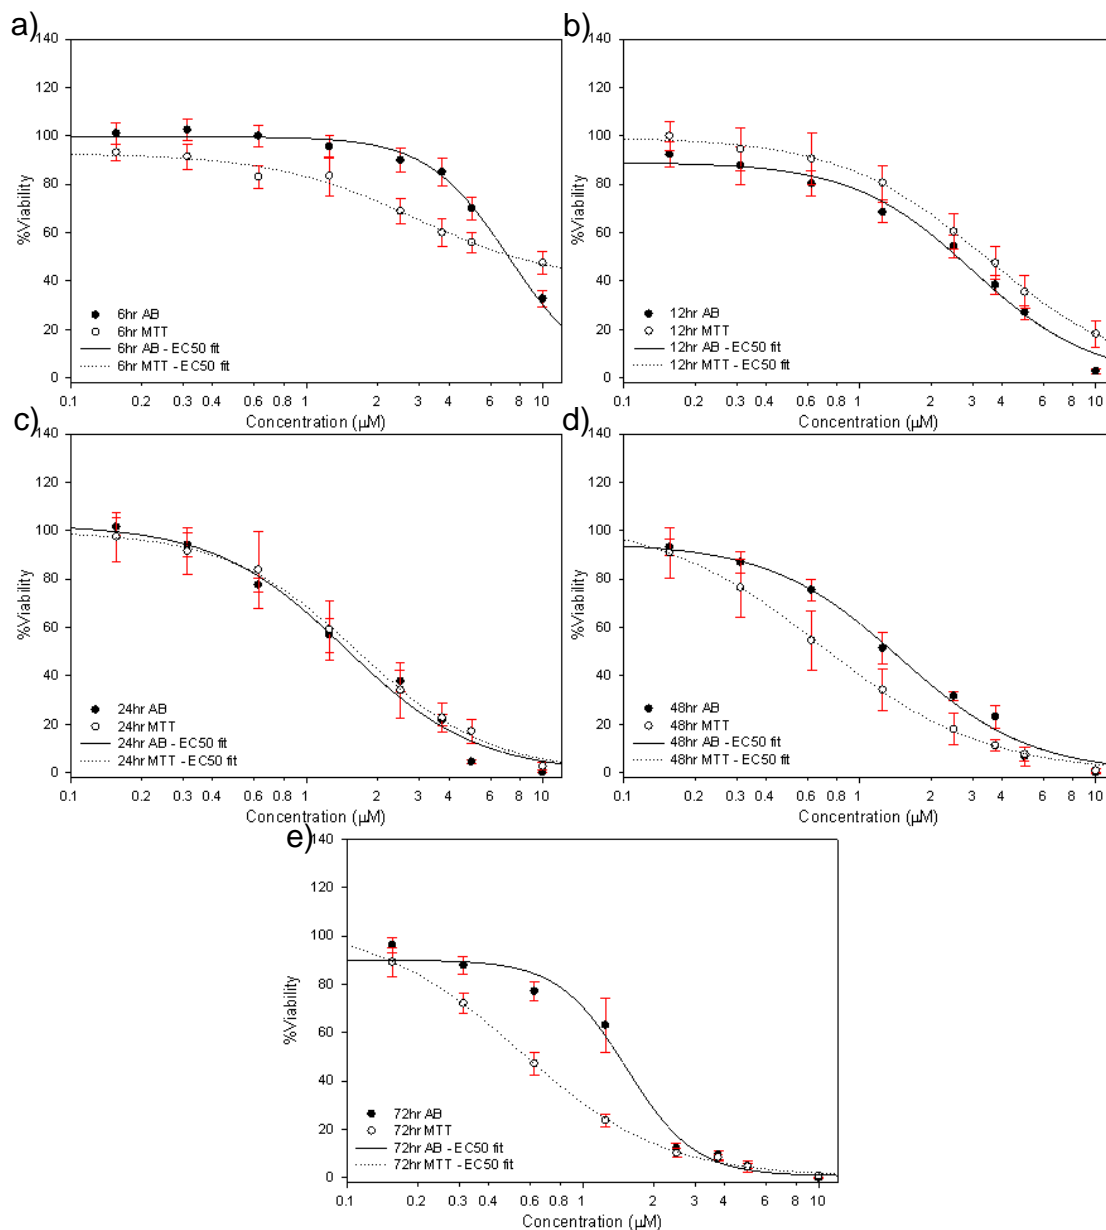 a)
140
120
100
80
60
40
20
0
%Viability
6hr AB
6hr MTT
6hr AB - EC50 fit
6hr MTT - EC50 fit
0.1 0.2 0.3 0.4 0.6 0.8 1 2 3 4 5 6 8 10
Concentration (µM)
b)
140
120
100
80
60
40
20
0
%Viability
12hr AB
12hr MTT
12hr AB - EC50 fit
12hr MTT - EC50 fit
0.1 0.2 0.3 0.4 0.6 0.8 1 2 3 4 5 6 8 10
Concentration (µM)
c)
140
120
100
80
60
40
20
0
%Viability
24hr AB
24hr MTT
24hr AB - EC50 fit
24hr MTT - EC50 fit
0.1 0.2 0.3 0.4 0.6 0.8 1 2 3 4 5 6 8 10
Concentration (µM)
d)
140
120
100
80
60
40
20
0
%Viability
48hr AB
48hr MTT
48hr AB - EC50 fit
48hr MTT - EC50 fit
0.1 0.2 0.3 0.4 0.6 0.8 1 2 3 4 5 6 8 10
Concentration (µM)
e)
140
120
100
80
60
40
20
0
%Viability
72hr AB
72hr MTT
72hr AB - EC50 fit
72hr MTT - EC50 fit
0.1 0.2 0.3 0.4 0.6 0.8 1 2 3 4 5 6 8 10
Concentration (µM)